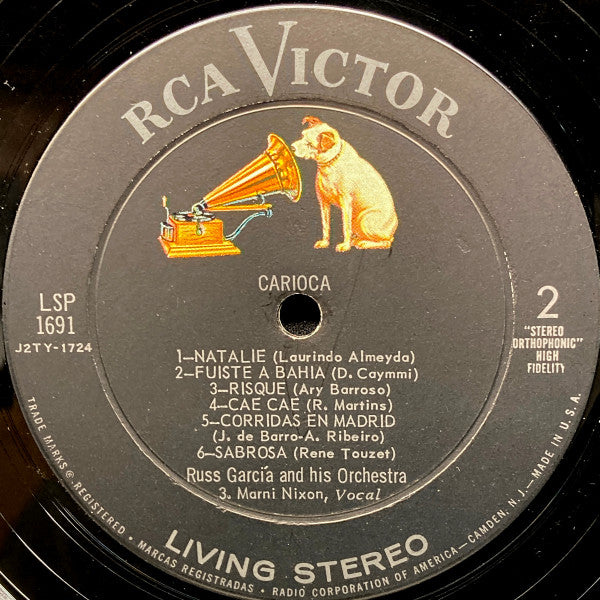 RCA VICTOR
CARIOCA
LSP
1691
J2TY-1724
2
"STEREO
ORTHOPHONIC"
HIGH
FIDELITY
1—NATALIE (Laurindo Almeyda)
2—FUISTE A BAHIA (D. Caymmi)
3—RISQUE (Ary Barroso)
4—CAE CAE (R. Martins)
5—CORRIDAS EN MADRID
(J. de Barro-A. Ribeiro)
6—SABROSA (Rene Touzet)
Russ García and his Orchestra
3. Marni Nixon, Vocal
LIVING STEREO
TRADE MARKS ® REGISTERED • MARCAS REGISTRADAS • RADIO CORPORATION OF AMERICA—CAMDEN, N. J.—MADE IN U.S.A.